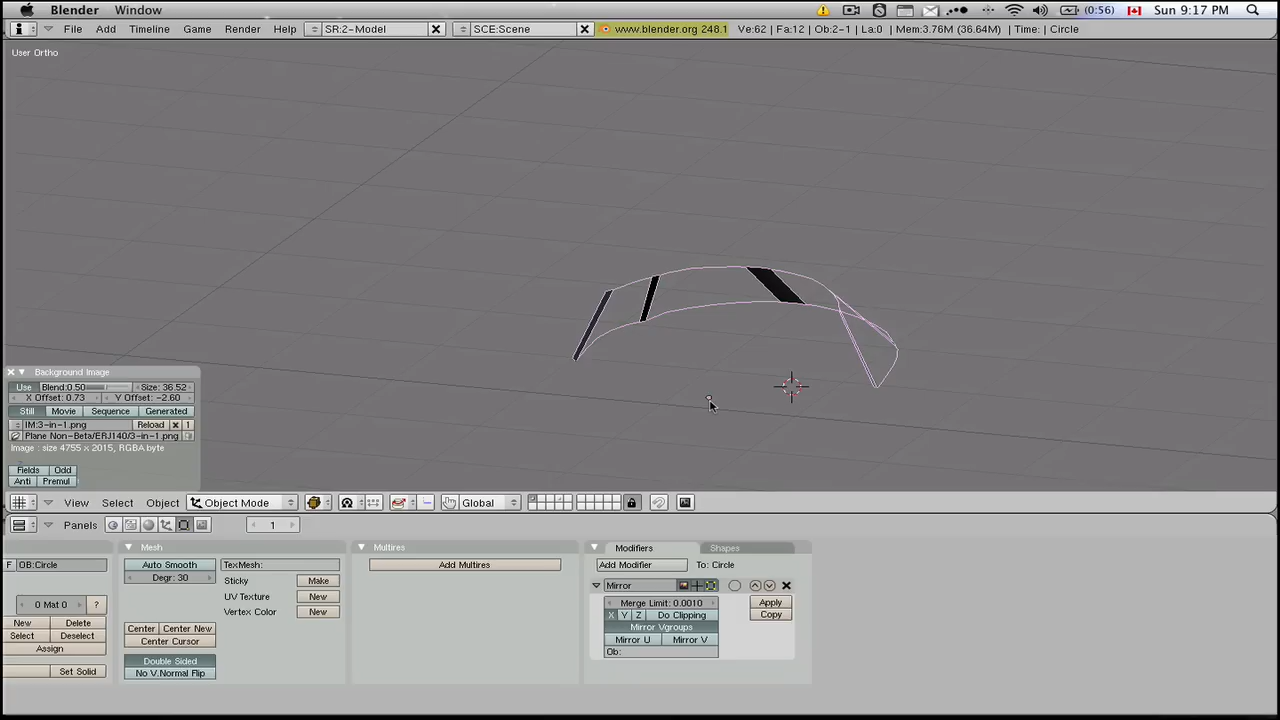 Blender Window (0:56) Sun 9:17 PM
File Add Timeline Game Render Help SR:2-Model SCE:Scene www.blender.org 248.1 Ve:62 | Fa:12 | Ob:2-1 | La:0 | Mem:3.76M (36.64M) | Time: | Circle
User Ortho
Background Image
Use Blend:0.50 Size: 36.52
X Offset: 0.73 Y Offset: -2.60
Still Movie Sequence Generated
IM:3-in-1.png Reload 1
Plane Non-Beta/ERJ140/3-in-1.png
Image : size 4755 x 2015, RGBA byte
Fields Odd
Anti Premul
View Select Object Object Mode Global
Panels 1
Mesh Multires Modifiers Shapes
F OB:Circle Auto Smooth TexMesh: Add Multires Add Modifier To: Circle
Degr: 30 Sticky Make Mirror
0 Mat 0 ? UV Texture New Merge Limit: 0.0010 Apply
Vertex Color New X Y Z Do Clipping Copy
New Delete Center Center New Mirror Vgroups
Select Deselect Center Cursor Mirror U Mirror V
Assign Ob:
Double Sided
Set Solid No V.Normal Flip